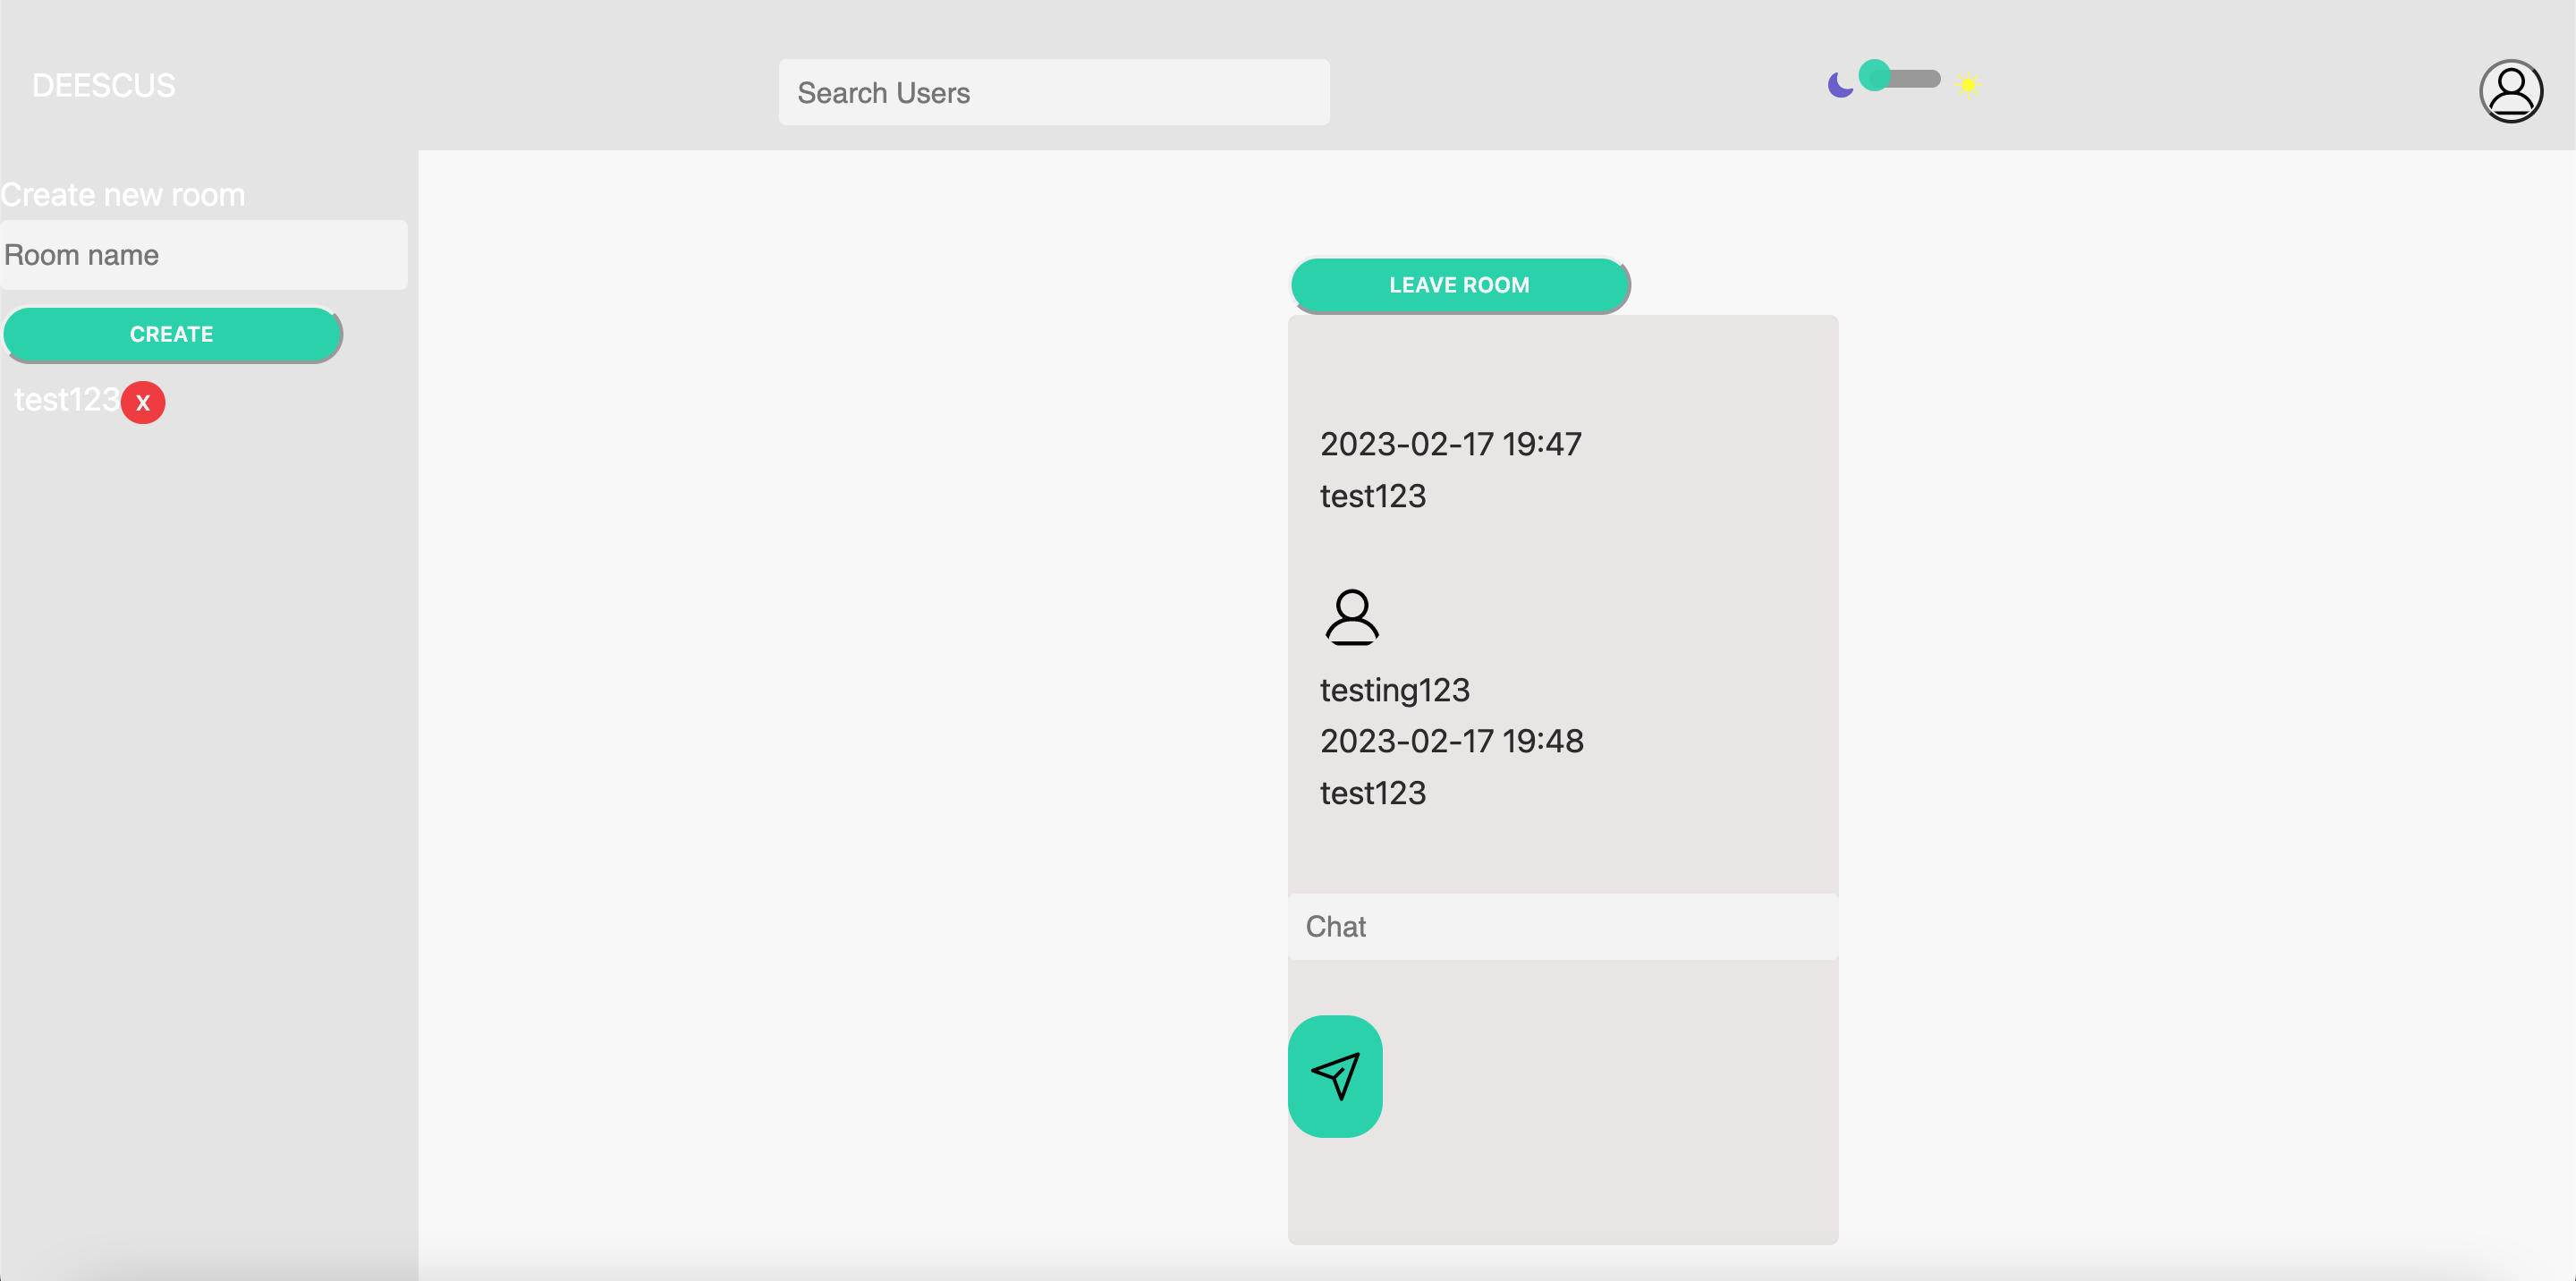 DEESCUS
Search Users
Create new room
Room name
CREATE
test123 X
LEAVE ROOM
2023-02-17 19:47
test123
testing123
2023-02-17 19:48
test123
Chat